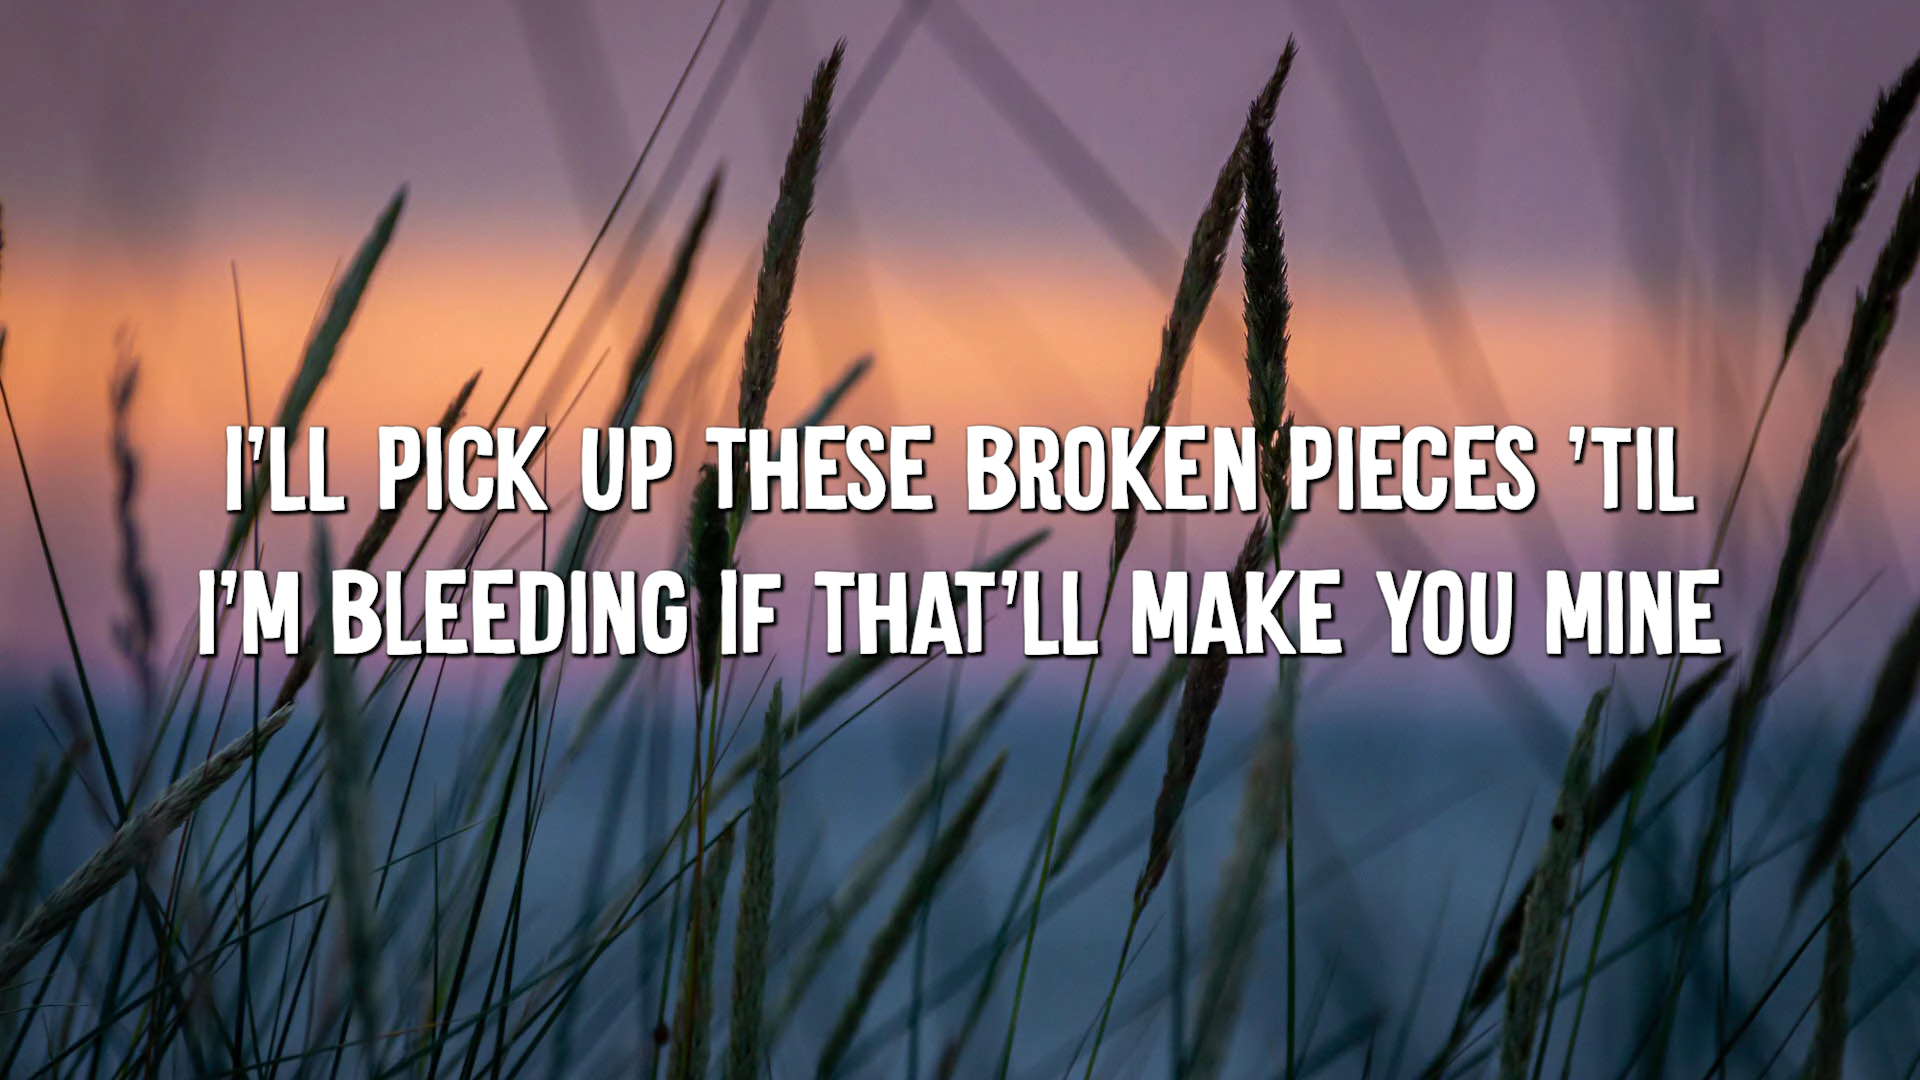 I'LL PICK UP THESE BROKEN PIECES 'TIL
I'M BLEEDING IF THAT'LL MAKE YOU MINE